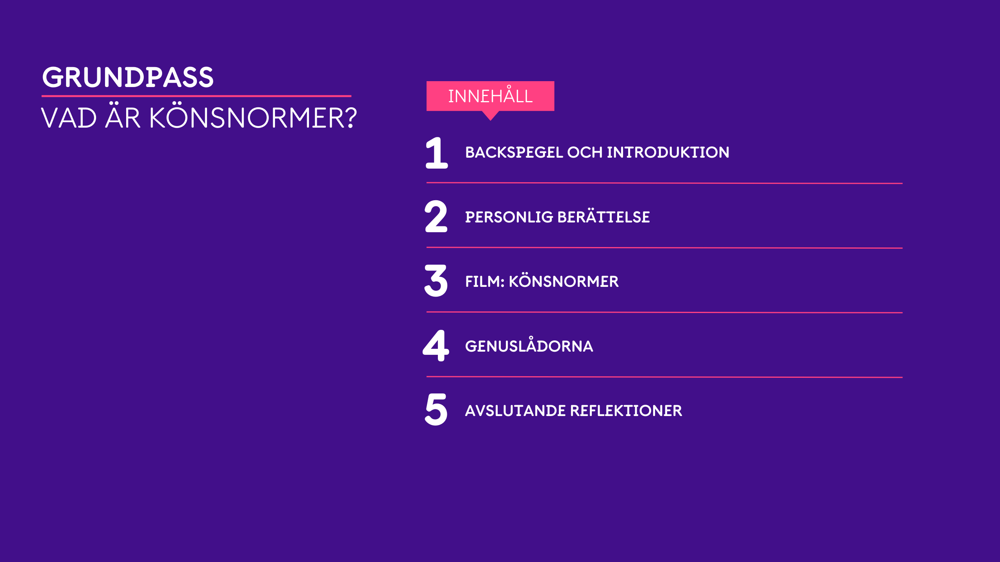 GRUNDPASS
VAD ÄR KÖNSNORMER?
INNEHÅLL
1 BACKSPEGEL OCH INTRODUKTION
2 PERSONLIG BERÄTTELSE
3 FILM: KÖNSNORMER
4 GENUSLÅDORNA
5 AVSLUTANDE REFLEKTIONER